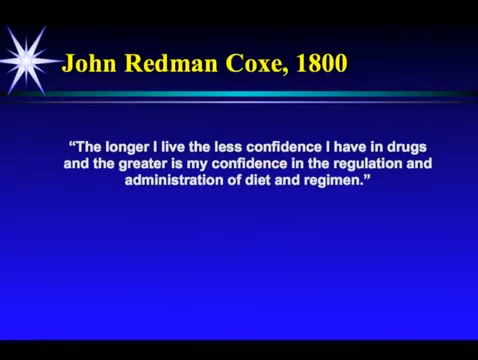 John Redman Coxe, 1800
“The longer I live the less confidence I have in drugs
and the greater is my confidence in the regulation and
administration of diet and regimen.”